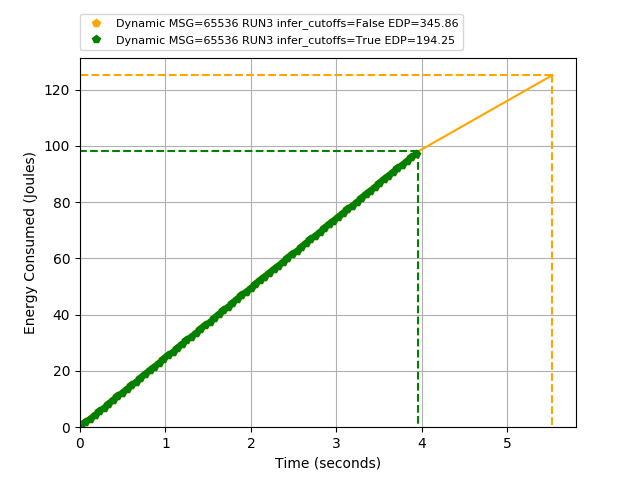 Dynamic MSG=65536 RUN3 infer_cutoffs=False EDP=345.86
Dynamic MSG=65536 RUN3 infer_cutoffs=True EDP=194.25
120
100
80
60
40
20
0
Energy Consumed (Joules)
0 1 2 3 4 5
Time (seconds)